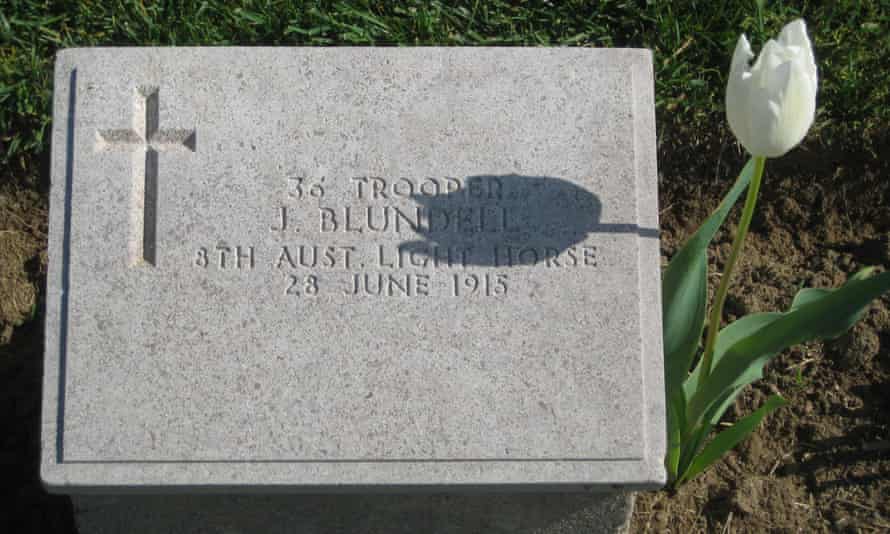 36 TROOPER
J. BLUNDELL
8TH AUST. LIGHT HORSE
28 JUNE 1915